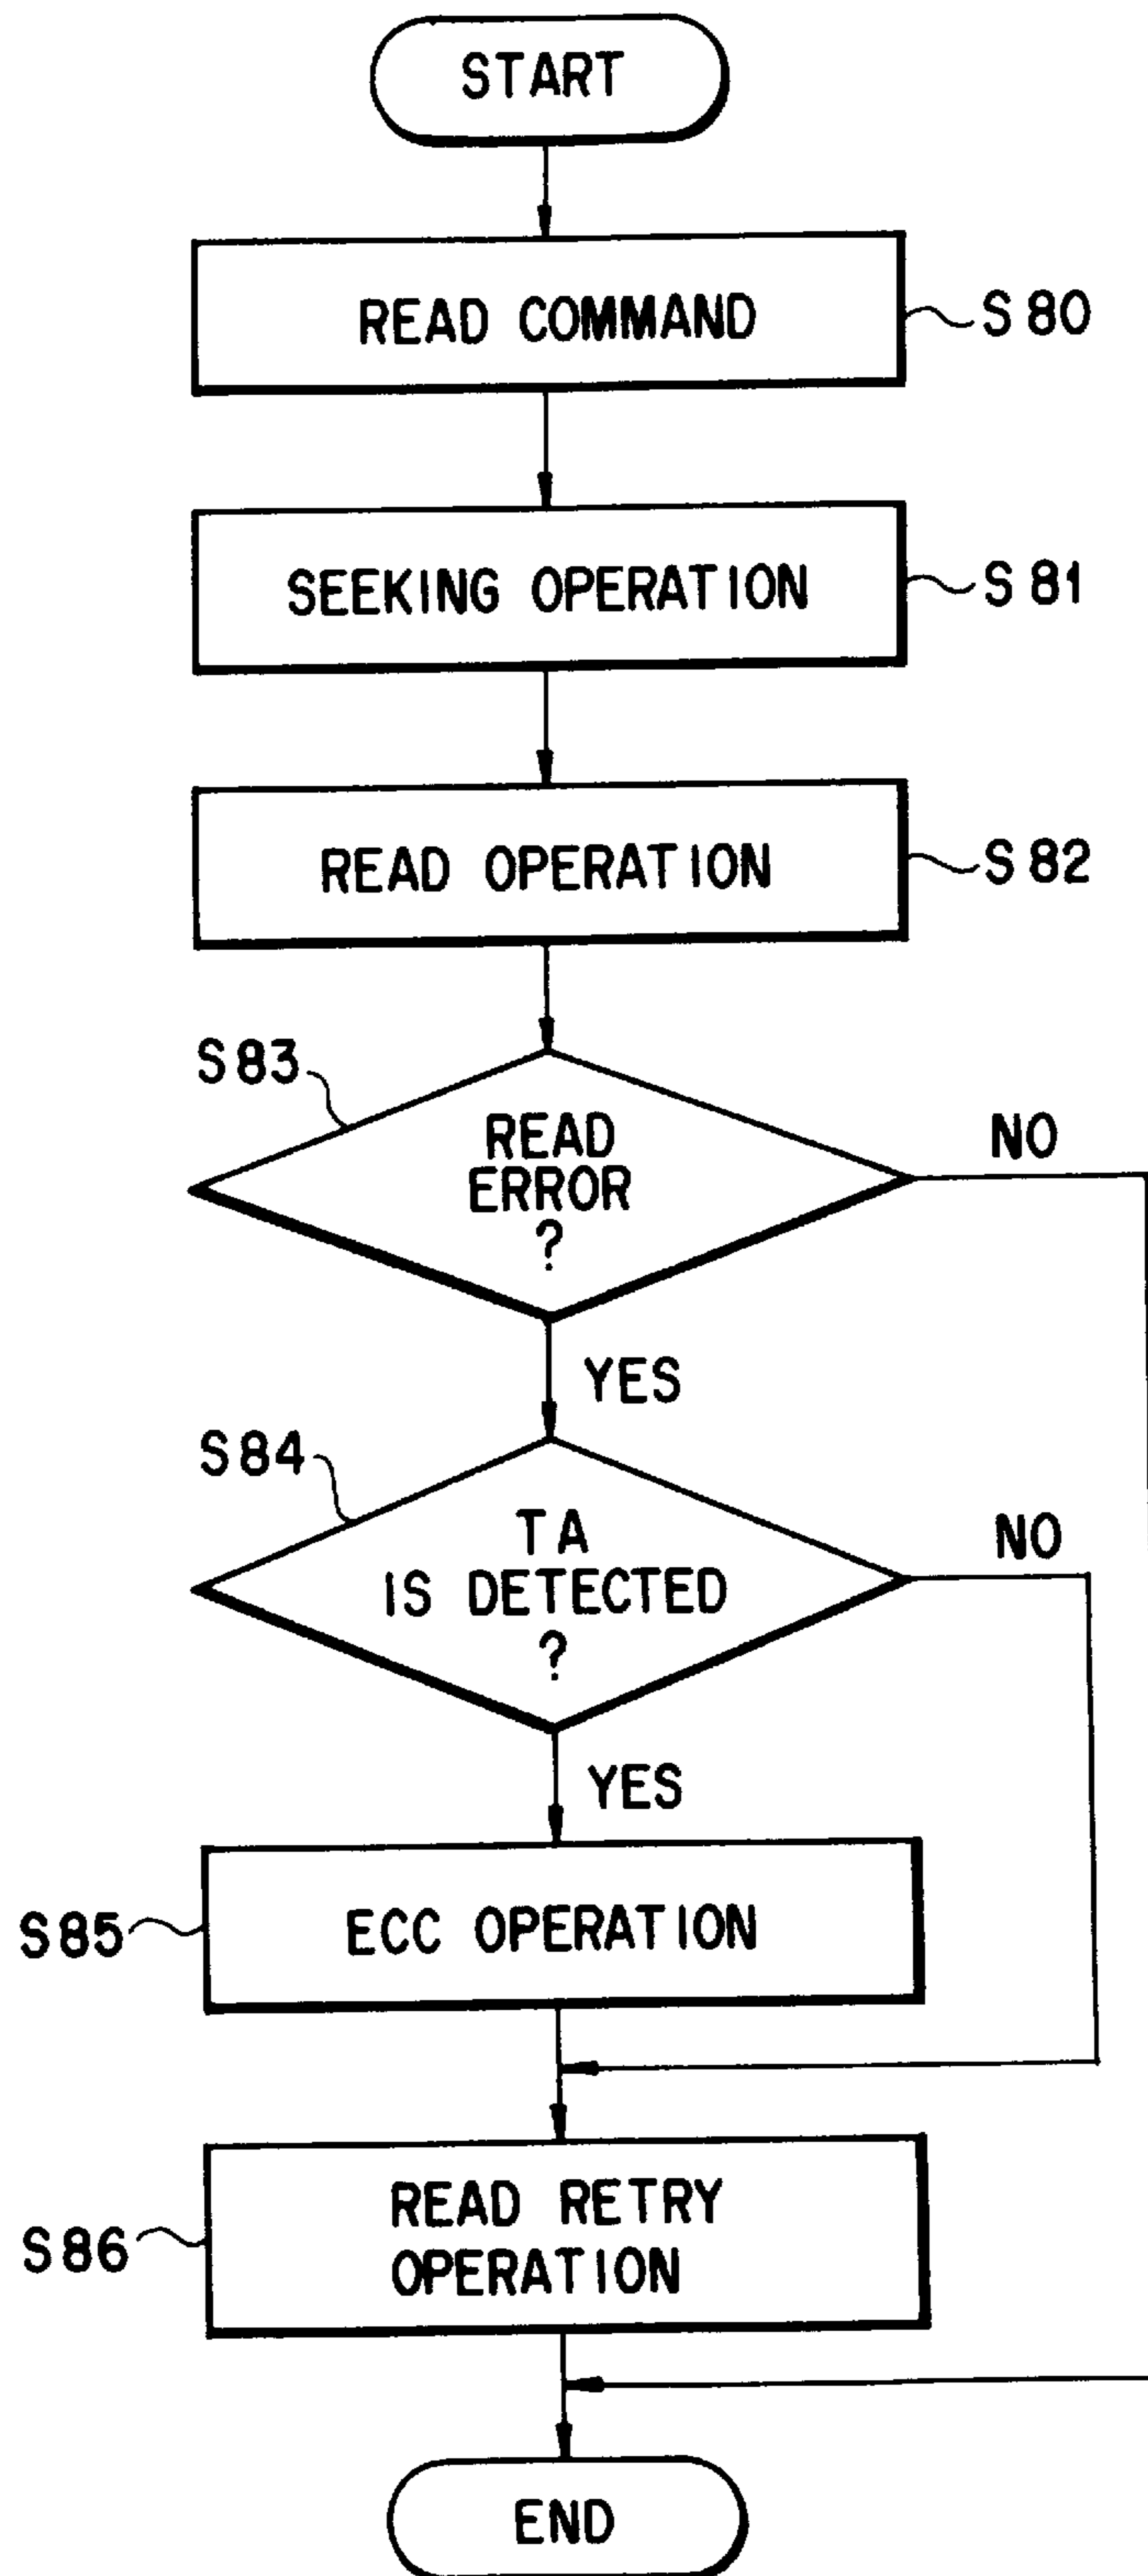 START
READ COMMAND
S80
SEEKING OPERATION
S81
READ OPERATION
S82
S83
READ
ERROR
?
NO
YES
S84
TA
IS DETECTED
?
NO
YES
S85
ECC OPERATION
S86
READ RETRY
OPERATION
END